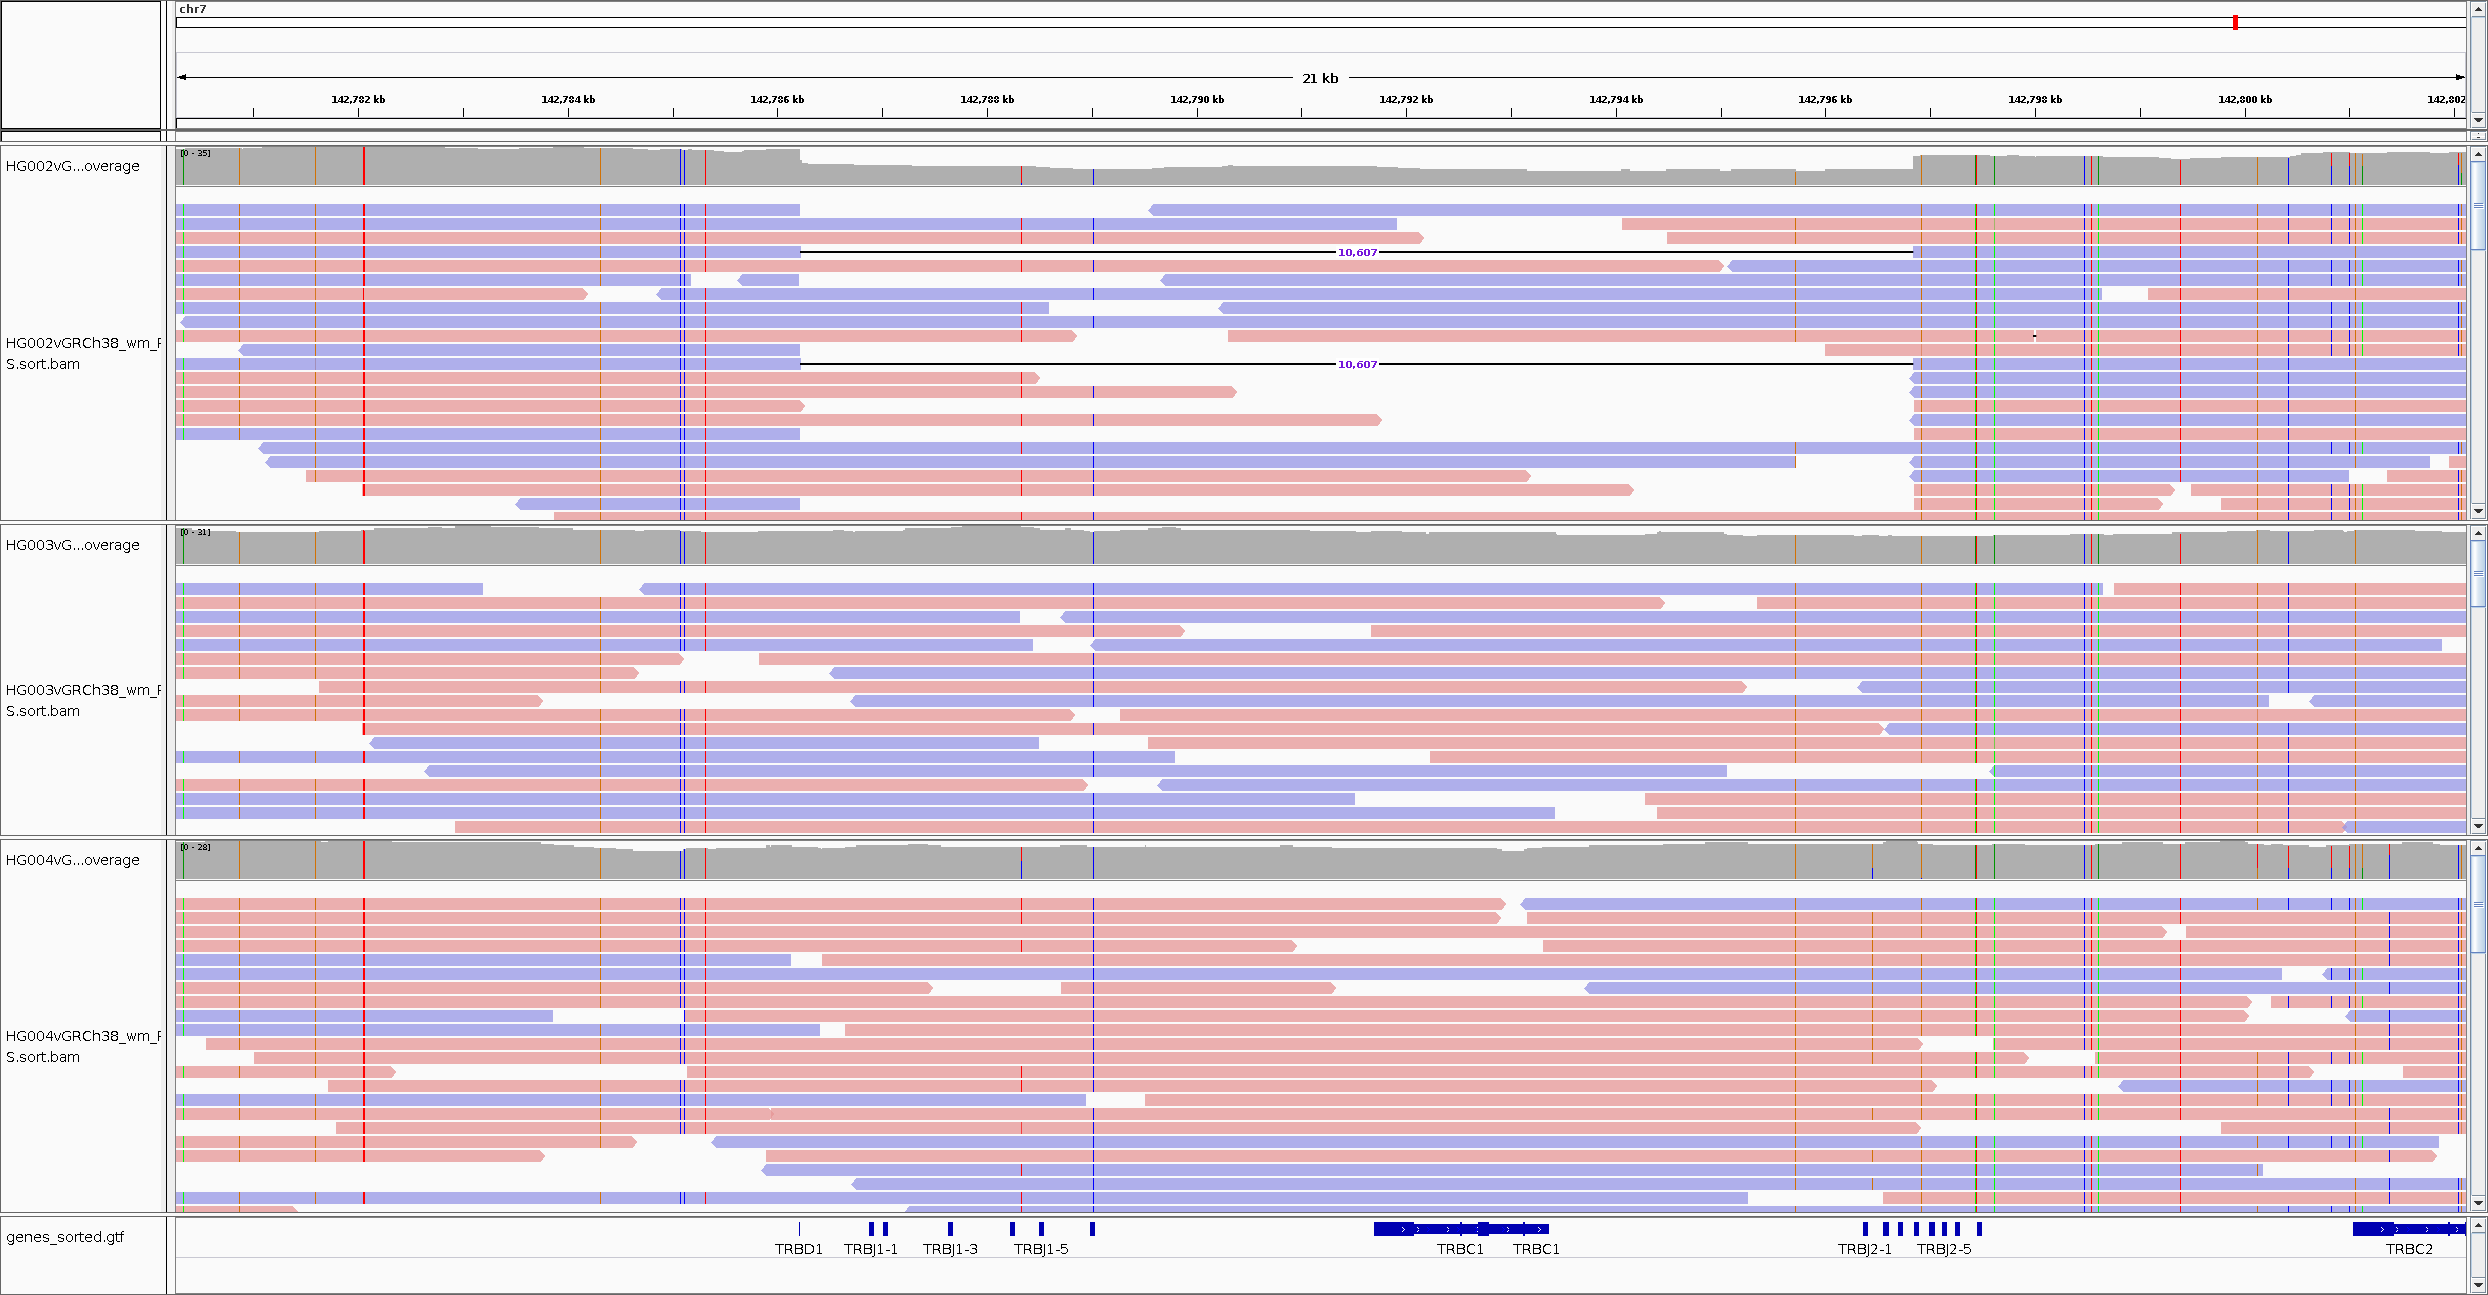 chr7
21 kb
142,782 kb 142,784 kb 142,786 kb 142,788 kb 142,790 kb 142,792 kb 142,794 kb 142,796 kb 142,798 kb 142,800 kb 142,802
HG002vG...overage
[0 - 35]
10,607
HG002vGRCh38_wm_F
S.sort.bam
10,607
HG003vG...overage
[0 - 31]
HG003vGRCh38_wm_F
S.sort.bam
HG004vG...overage
[0 - 28]
HG004vGRCh38_wm_F
S.sort.bam
genes_sorted.gtf
TRBD1 TRBJ1-1 TRBJ1-3 TRBJ1-5 TRBC1 TRBC1 TRBJ2-1 TRBJ2-5 TRBC2